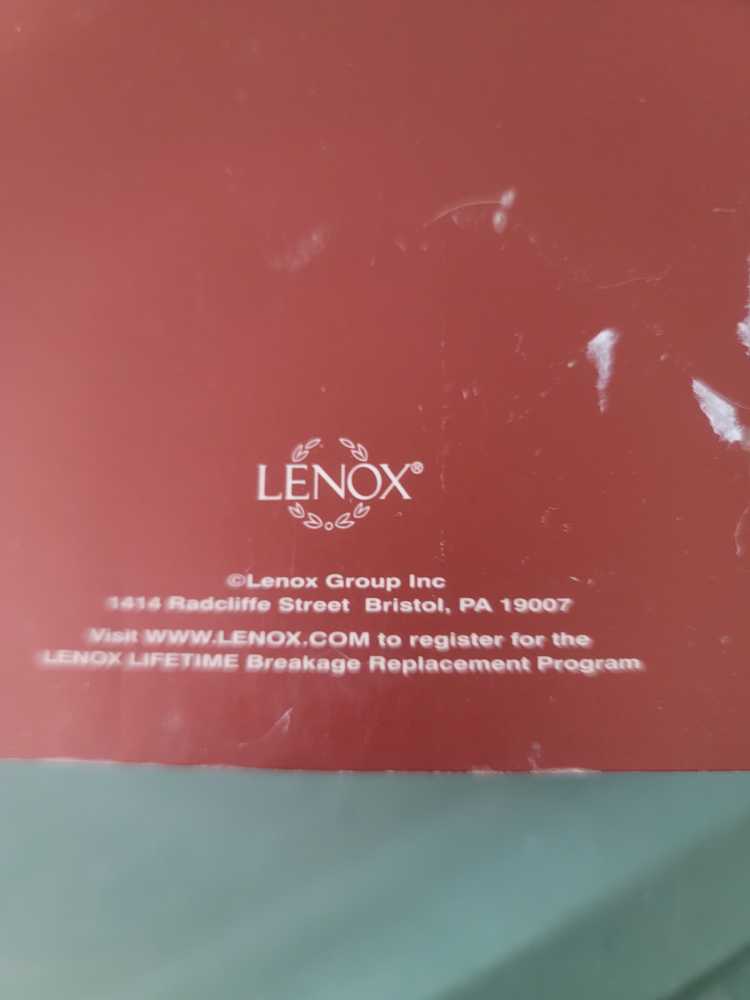 LENOX®
©Lenox Group Inc
1414 Radcliffe Street Bristol, PA 19007
Visit WWW.LENOX.COM to register for the
LENOX LIFETIME Breakage Replacement Program